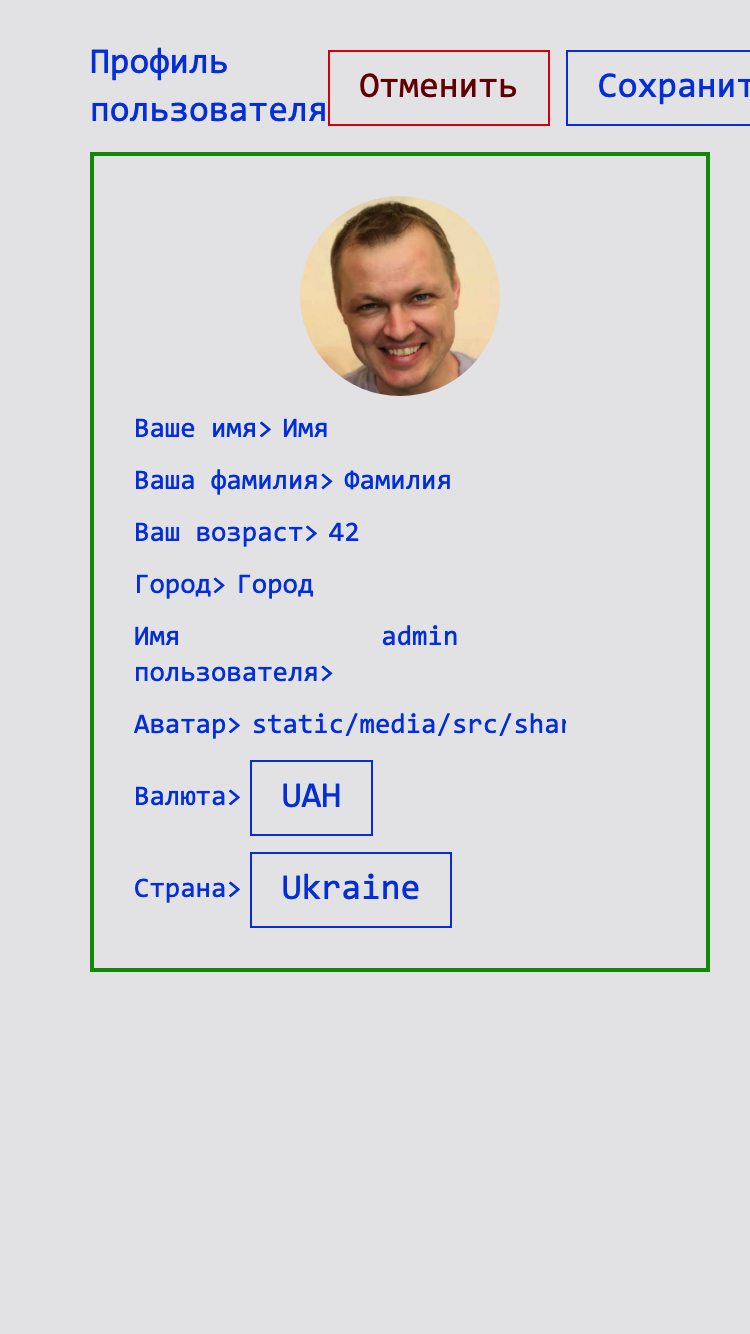 Профиль
пользователя
Отменить
Сохранит
Ваше имя> Имя
Ваша фамилия> Фамилия
Ваш возраст> 42
Город> Город
Имя admin
пользователя>
Аватар> static/media/src/shar
Валюта> UAH
Страна> Ukraine